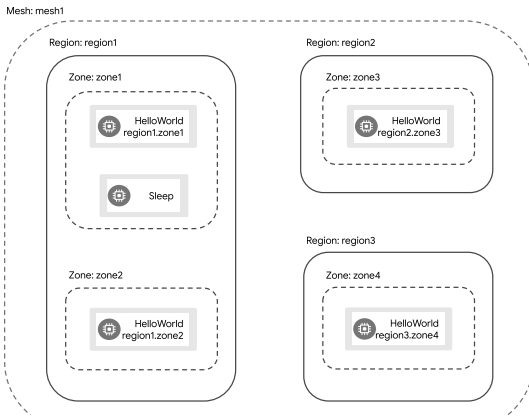 Mesh: mesh1
Region: region1
Zone: zone1
HelloWorld
region1.zone1
Sleep
Zone: zone2
HelloWorld
region1.zone2
Region: region2
Zone: zone3
HelloWorld
region2.zone3
Region: region3
Zone: zone4
HelloWorld
region3.zone4